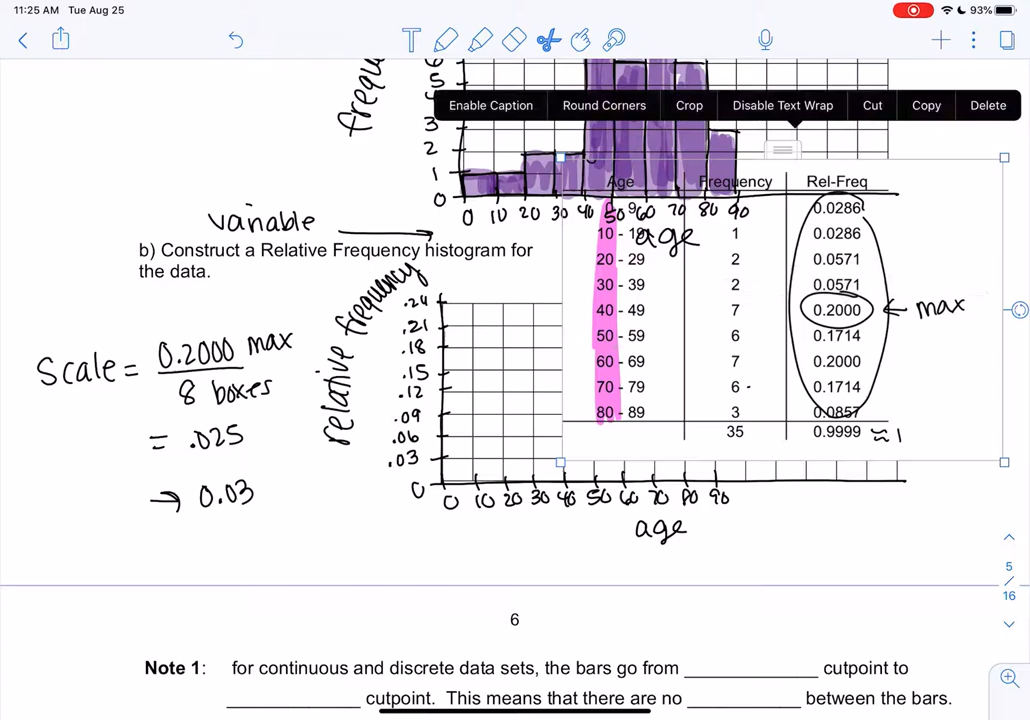 11:25 AM Tue Aug 25
93%
Enable Caption Round Corners Crop Disable Text Wrap Cut Copy Delete
6
5
3
2
1
0
0 10 20 30 40 50 60 70 80 90
age
Age Frequency Rel-Freq
9 0.0286
10 - 19 1 0.0286
20 - 29 2 0.0571
30 - 39 2 0.0571
40 - 49 7 0.2000 ← max
50 - 59 6 0.1714
60 - 69 7 0.2000
70 - 79 6 0.1714
80 - 89 3 0.0857
35 0.9999 ≈ 1
variable
b) Construct a Relative Frequency histogram for
the data.
relative frequency
.24
.21
.18
.15
.12
.09
.06
.03
0
0 10 20 30 40 50 60 70 80 90
age
Scale = 0.2000 max
8 boxes
= .025
→ 0.03
5
/
16
6
Note 1: for continuous and discrete data sets, the bars go from ______________ cutpoint to
______________ cutpoint. This means that there are no ____________ between the bars.